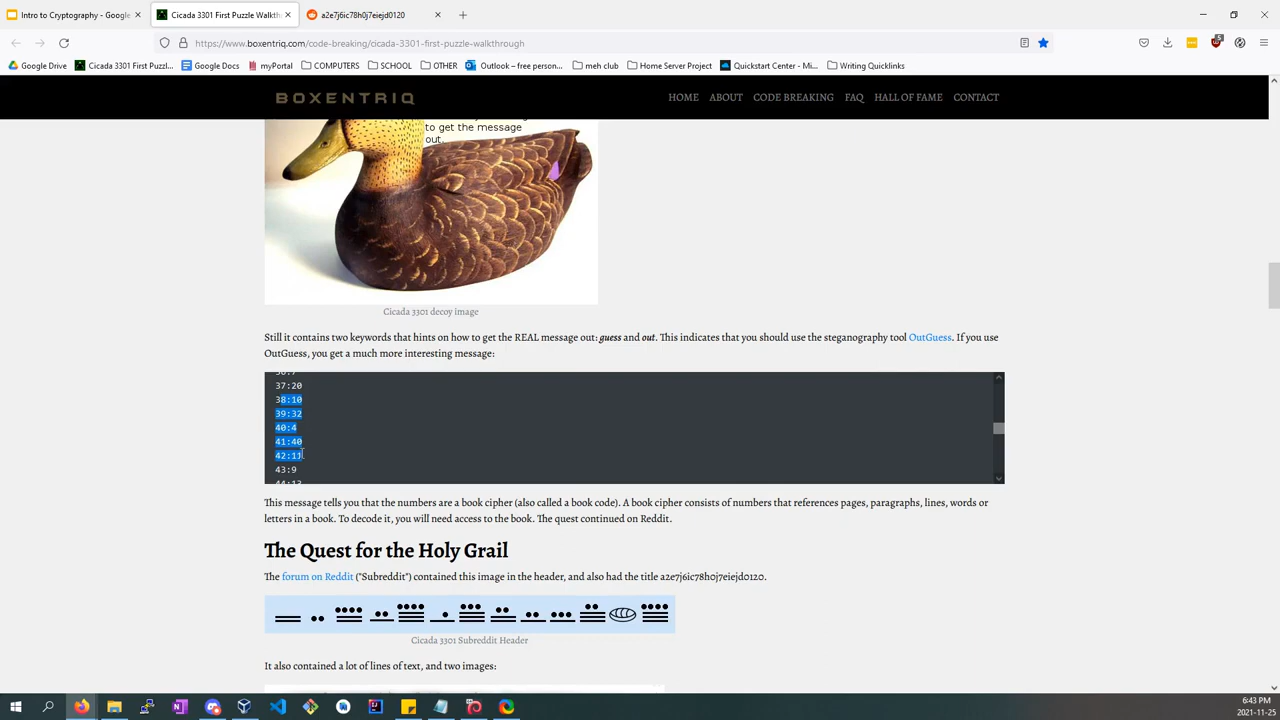 Intro to Cryptography - Google
Cicada 3301 First Puzzle Walkth
a2e7j6ic78h0j7eiejd0120
https://www.boxentriq.com/code-breaking/cicada-3301-first-puzzle-walkthrough
5
Google Drive
Cicada 3301 First Puzzl...
Google Docs
myPortal
COMPUTERS
SCHOOL
OTHER
Outlook – free person...
meh club
Home Server Project
Quickstart Center - Mi...
Writing Quicklinks
BOXENTRIQ
HOME
ABOUT
CODE BREAKING
FAQ
HALL OF FAME
CONTACT
to get the message
out.
Cicada 3301 decoy image
Still it contains two keywords that hints on how to get the REAL message out: guess and out. This indicates that you should use the steganography tool OutGuess. If you use
OutGuess, you get a much more interesting message:
37:20
38:10
39:32
40:4
41:40
42:11
43:9
This message tells you that the numbers are a book cipher (also called a book code). A book cipher consists of numbers that references pages, paragraphs, lines, words or
letters in a book. To decode it, you will need access to the book. The quest continued on Reddit.
The Quest for the Holy Grail
The forum on Reddit ("Subreddit") contained this image in the header, and also had the title a2e7j6ic78h0j7eiejd0120.
Cicada 3301 Subreddit Header
It also contained a lot of lines of text, and two images:
6:43 PM
2021-11-25